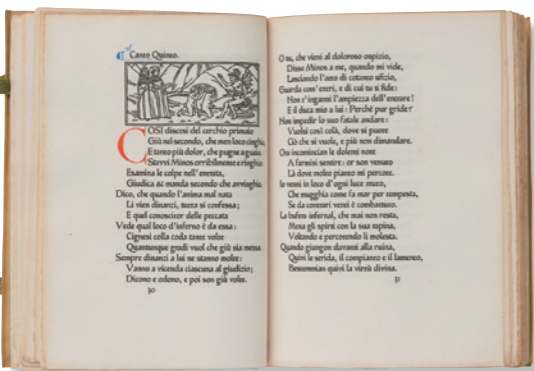 Canto Quinto.
COSI discesi del cerchio primaio
Giù nel secondo, che men loco cinghia,
E tanto più dolor, che pugne a guaio.
Stavvi Minos orribilmente e ringhia:
Esamina le colpe nell' entrata,
Giudica & manda secondo che avvinghia.
Dico, che quando l'anima mal nata
Li vien dinanzi, tutta si confessa;
E quel conoscitor delle peccata
Vede qual loco d'inferno è da essa:
Cignesi colla coda tante volte
Quantunque gradi vuol che giù sia messa.
Sempre dinanzi a lui ne stanno molte:
Vanno a vicenda ciascuna al giudizio;
Dicono e odono, e poi son giù volte.
30
O tu, che vieni al doloroso ospizio,
Disse Minos a me, quando mi vide,
Lasciando l'atto di cotanto ufizio,
Guarda com' entri, e di cui tu ti fide:
Non t' inganni l'ampiezza dell' entrare!
E il duca mio a lui: Perchè pur gride?
Non impedir lo suo fatale andare:
Vuolsi così colà, dove si puote
Ciò che si vuole, e più non dimandare.
Ora incomincian le dolenti note
A farmisi sentire: or son venuto
Là dove molto pianto mi percote.
Io venni in loco d'ogni luce muto,
Che mugghia come fa mar per tempesta,
Se da contrari venti è combattuto.
La bufera infernal, che mai non resta,
Mena gli spirti con la sua rapina,
Voltando e percotendo li molesta.
Quando giungon davanti alla ruina,
Quivi le strida, il compianto e il lamento,
Bestemmian quivi la virtù divina.
31